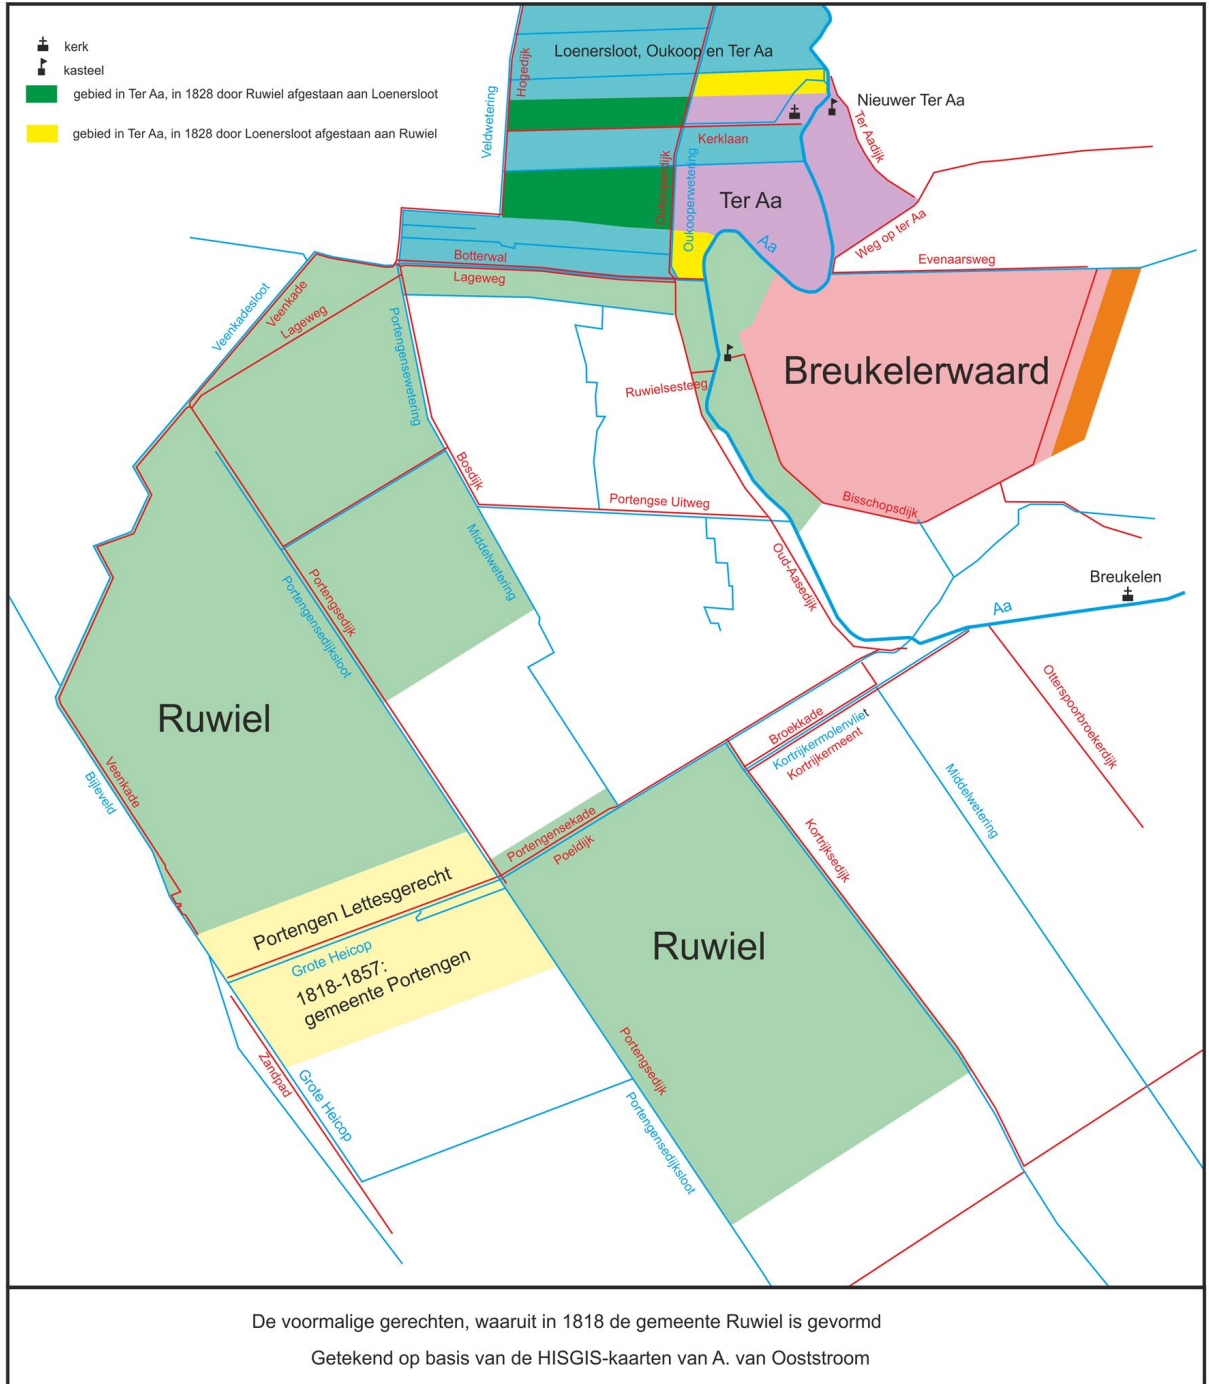 kerk
kasteel
gebied in Ter Aa, in 1828 door Ruwiel afgestaan aan Loenersloot
gebied in Ter Aa, in 1828 door Loenersloot afgestaan aan Ruwiel
Loenersloot, Oukoop en Ter Aa
Hogedijk
Veldwetering
Nieuwer Ter Aa
Ter Aadijk
Kerklaan
Oukoperdijk
Oukooperwetering
Ter Aa
Aa
Weg op ter Aa
Evenaarsweg
Botterwal
Lageweg
Veenkadesloot
Veenkade
Lageweg
Portengensewetering
Breukelerwaard
Ruwielsesteeg
Bosdijk
Portengse Uitweg
Bisschopsdijk
Middelwetering
Oud-Aasedijk
Breukelen
Aa
Portengsedijk
Portengensedijksloot
Ruwiel
Otterspoorbroekerdijk
Broekkade
Kortrijkermolenvliet
Kortrijkermeent
Veenkade
Bijleveld
Middelwetering
Portengensekade
Poeldijk
Kortrijksedijk
Portengen Lettesgerecht
Grote Heicop
1818-1857:
gemeente Portengen
Ruwiel
Zandpad
Grote Heicop
Portengsedijk
Portengensedijksloot
De voormalige gerechten, waaruit in 1818 de gemeente Ruwiel is gevormd
Getekend op basis van de HISGIS-kaarten van A. van Ooststroom